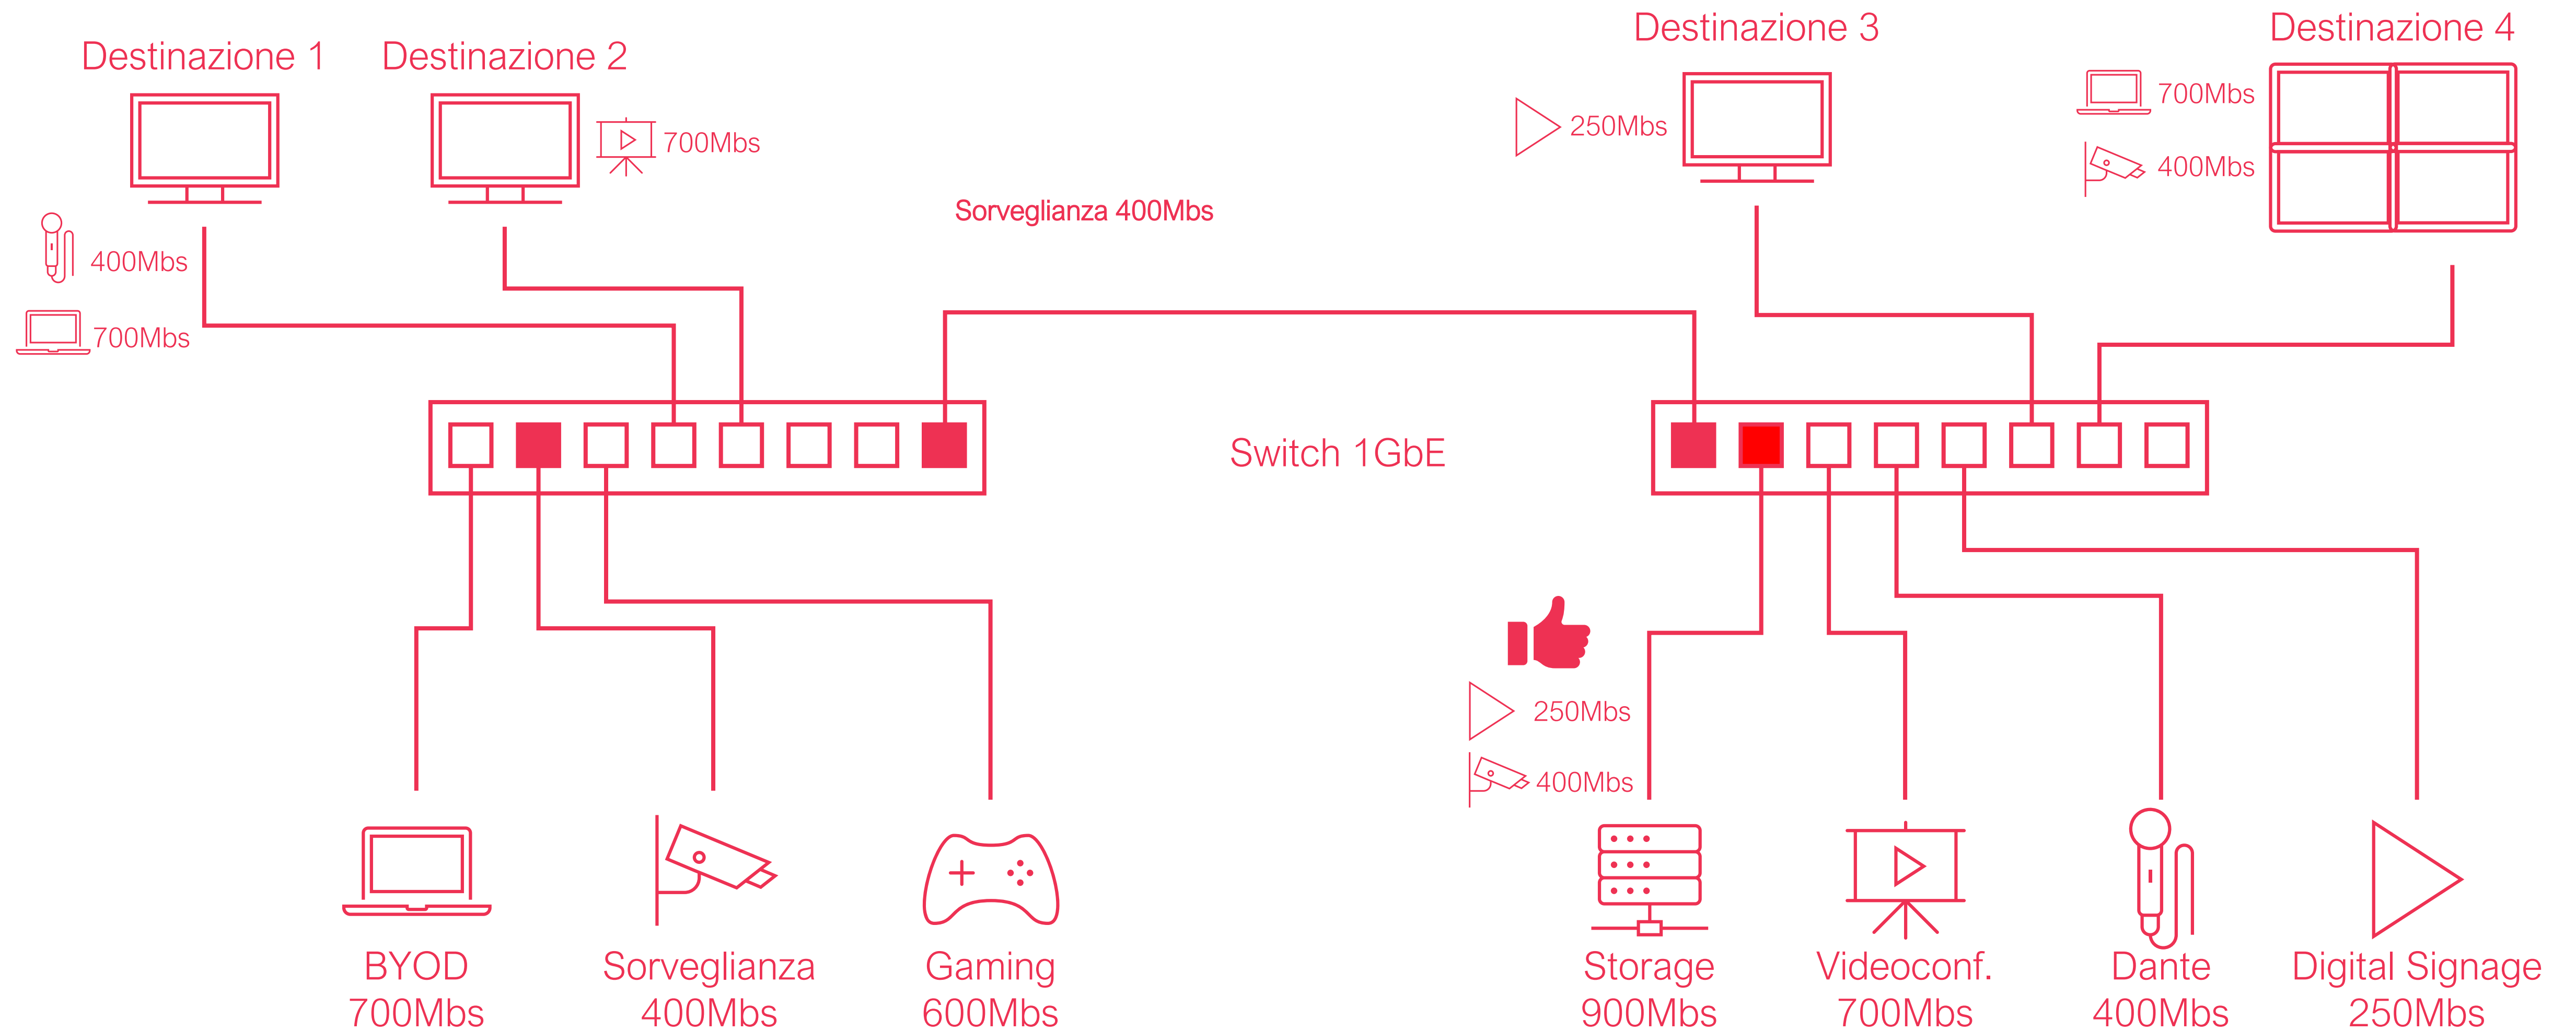 Destinazione 1
Destinazione 2
Destinazione 3
Destinazione 4
700Mbs
250Mbs
700Mbs
400Mbs
Sorveglianza 400Mbs
400Mbs
700Mbs
Switch 1GbE
250Mbs
400Mbs
BYOD
700Mbs
Sorveglianza
400Mbs
Gaming
600Mbs
Storage
900Mbs
Videoconf.
700Mbs
Dante
400Mbs
Digital Signage
250Mbs